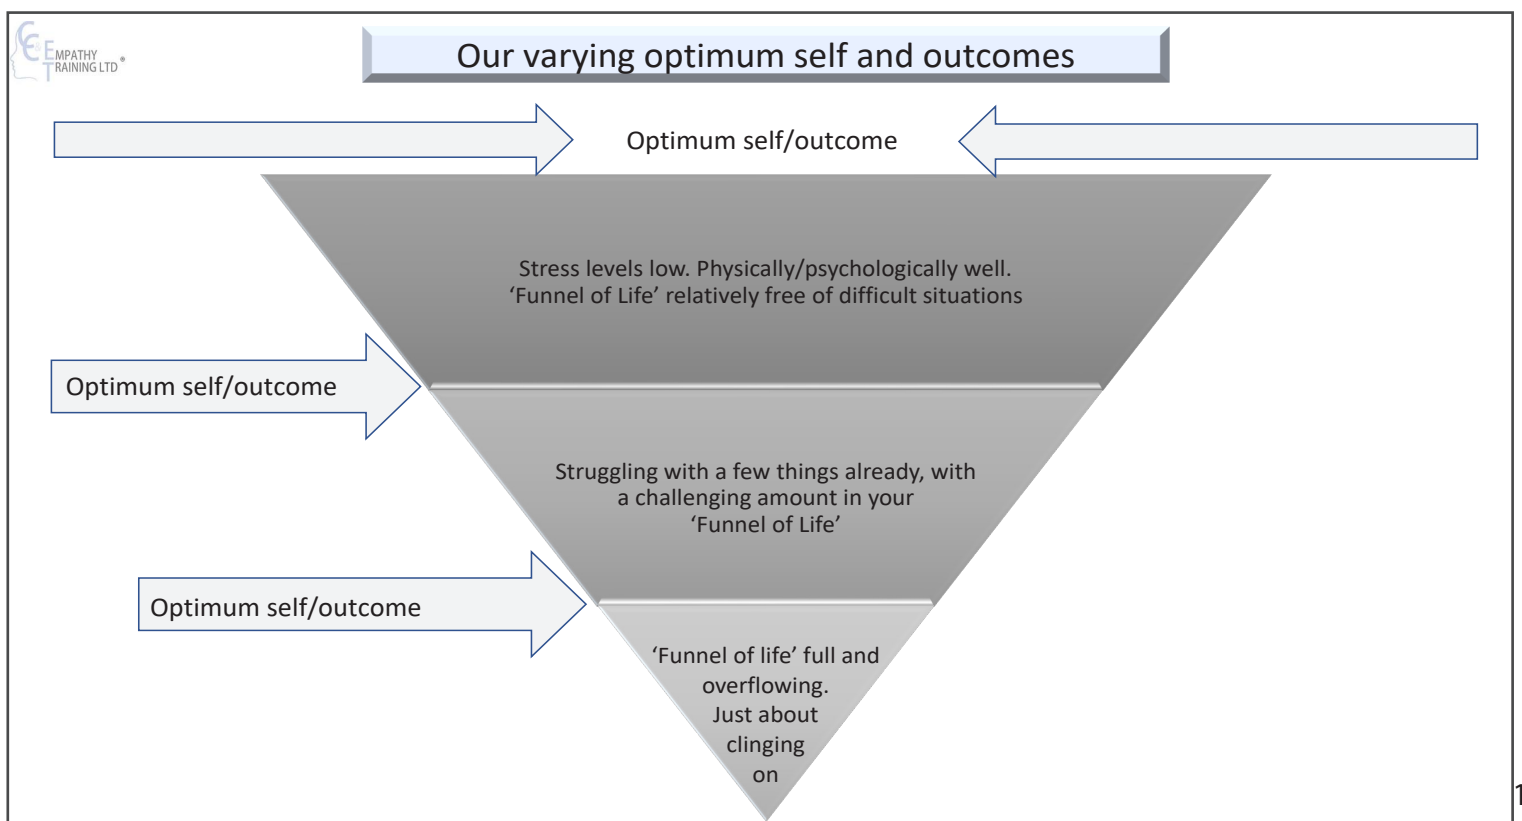 CC&
EMPATHY
TRAINING LTD ®
Our varying optimum self and outcomes
Optimum self/outcome
Stress levels low. Physically/psychologically well.
‘Funnel of Life’ relatively free of difficult situations
Optimum self/outcome
Struggling with a few things already, with
a challenging amount in your
‘Funnel of Life’
Optimum self/outcome
‘Funnel of life’ full and
overflowing.
Just about
clinging
on
1